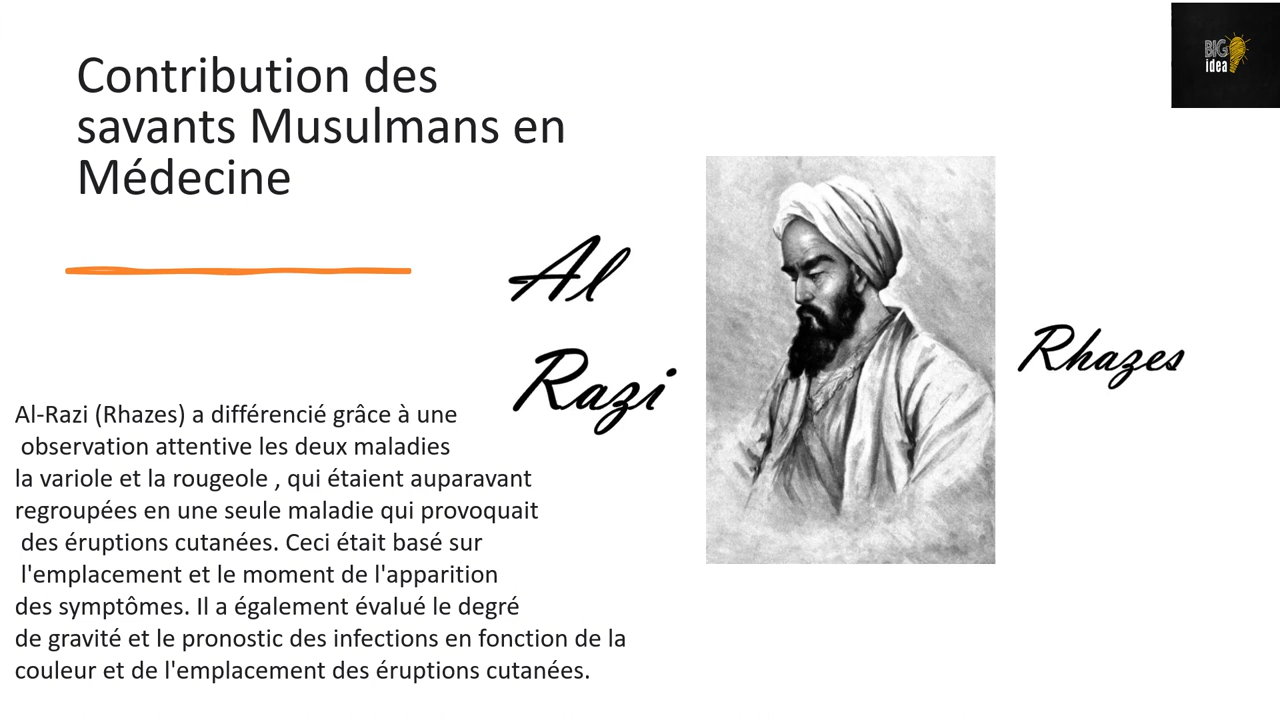 Contribution des
savants Musulmans en
Médecine
BIG
idea
Al
Razi
Rhazes
Al-Razi (Rhazes) a différencié grâce à une
observation attentive les deux maladies
la variole et la rougeole , qui étaient auparavant
regroupées en une seule maladie qui provoquait
des éruptions cutanées. Ceci était basé sur
l'emplacement et le moment de l'apparition
des symptômes. Il a également évalué le degré
de gravité et le pronostic des infections en fonction de la
couleur et de l'emplacement des éruptions cutanées.